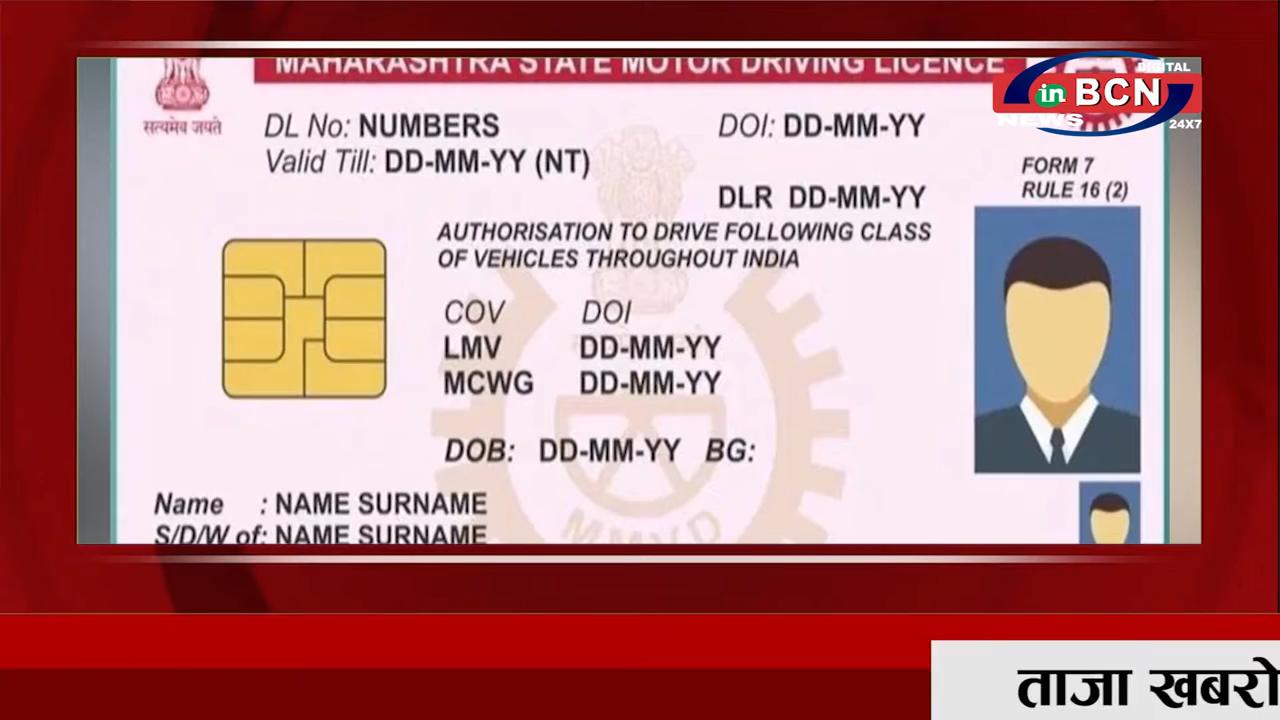 MAHARASHTRA STATE MOTOR DRIVING LICENCE
DIGITAL
in BCN
NEWS
24X7
सत्यमेव जयते
DL No: NUMBERS
DOI: DD-MM-YY
Valid Till: DD-MM-YY (NT)
FORM 7
RULE 16 (2)
DLR DD-MM-YY
AUTHORISATION TO DRIVE FOLLOWING CLASS
OF VEHICLES THROUGHOUT INDIA
COV DOI
LMV DD-MM-YY
MCWG DD-MM-YY
DOB: DD-MM-YY BG:
Name : NAME SURNAME
S/D/W of: NAME SURNAME
MMVD
ताजा खबरो